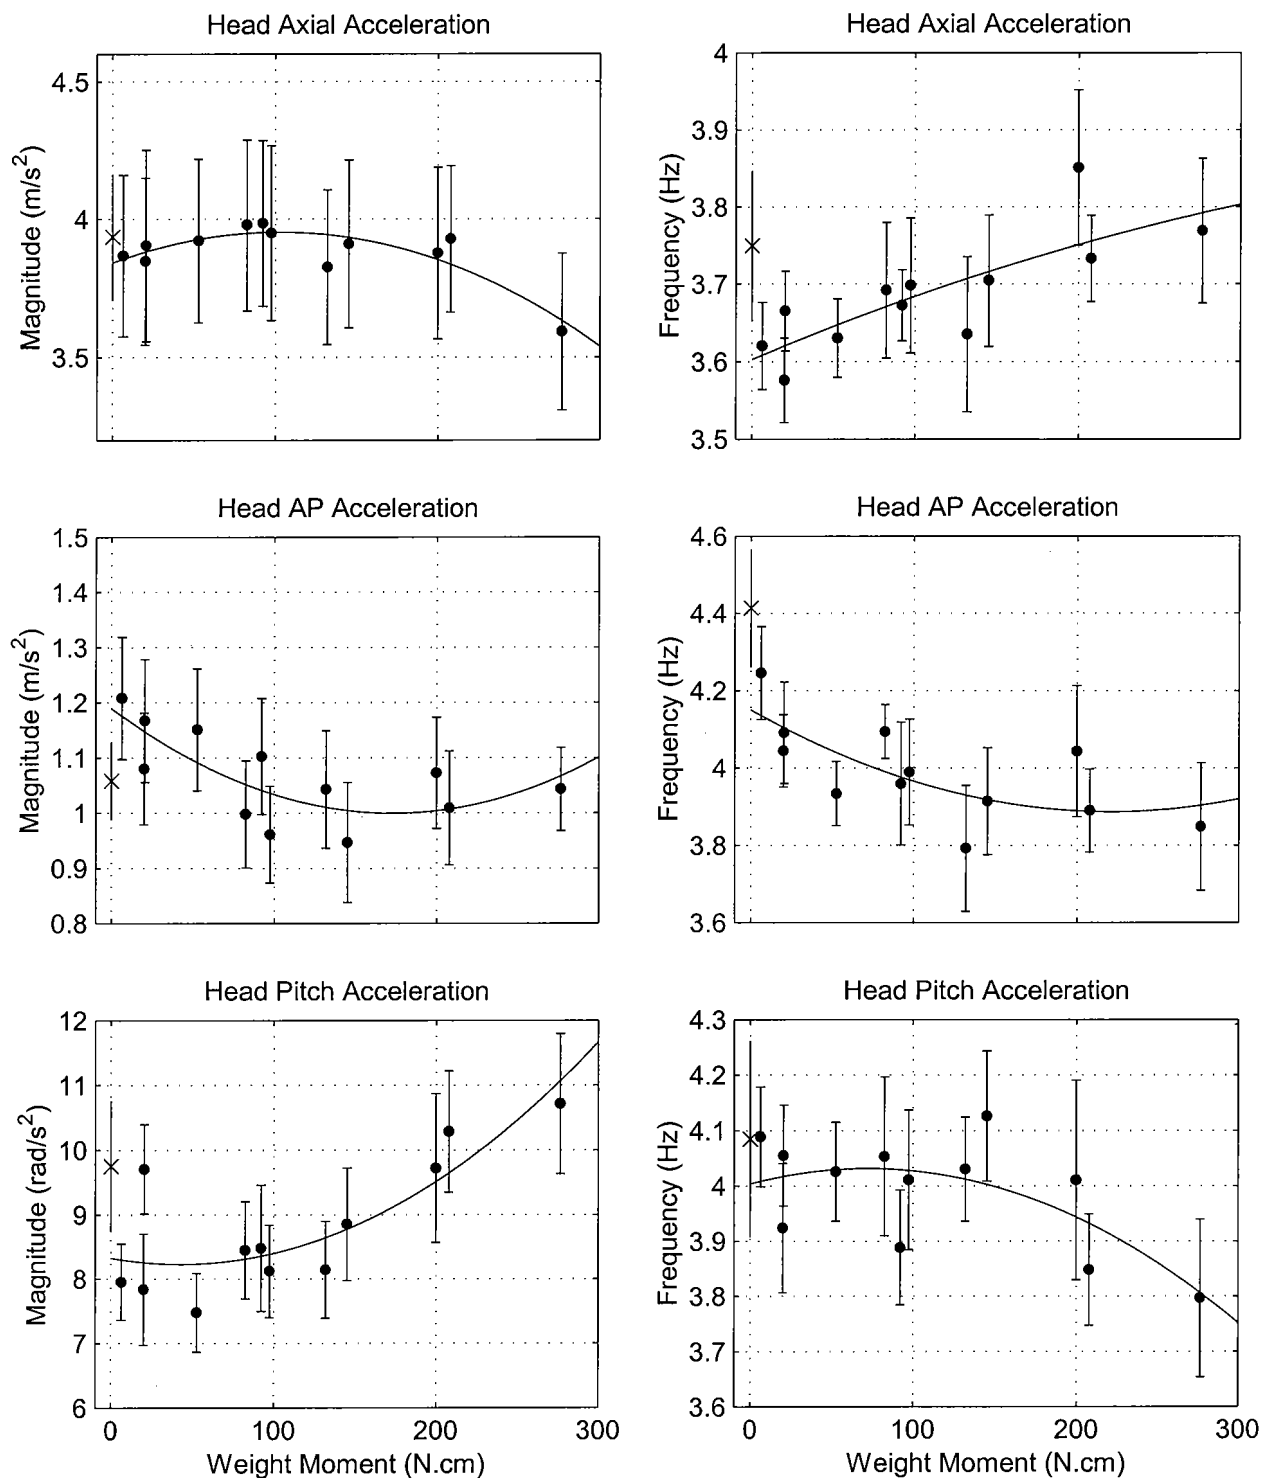 Head Axial Acceleration
Magnitude (m/s²)
4.5
4
3.5
Head Axial Acceleration
Frequency (Hz)
4
3.9
3.8
3.7
3.6
3.5
Head AP Acceleration
Magnitude (m/s²)
1.5
1.4
1.3
1.2
1.1
1
0.9
0.8
Head AP Acceleration
Frequency (Hz)
4.6
4.4
4.2
4
3.8
3.6
Head Pitch Acceleration
Magnitude (rad/s²)
12
11
10
9
8
7
6
0 100 200 300
Weight Moment (N.cm)
Head Pitch Acceleration
Frequency (Hz)
4.3
4.2
4.1
4
3.9
3.8
3.7
3.6
0 100 200 300
Weight Moment (N.cm)